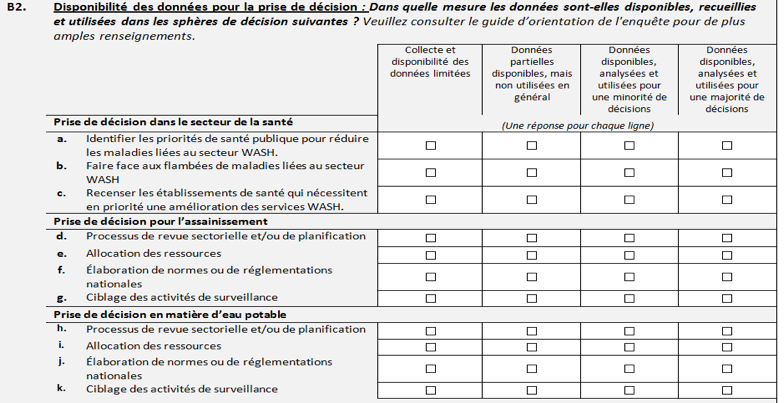 B2. Disponibilité des données pour la prise de décision : Dans quelle mesure les données sont-elles disponibles, recueillies
et utilisées dans les sphères de décision suivantes ? Veuillez consulter le guide d'orientation de l'enquête pour de plus
amples renseignements.
Collecte et
disponibilité des
données limitées
Données
partielles
disponibles, mais
non utilisées en
général
Données
disponibles,
analysées et
utilisées pour
une minorité de
décisions
Données
disponibles,
analysées et
utilisées pour
une majorité de
décisions
Prise de décision dans le secteur de la santé
(Une réponse pour chaque ligne)
a. Identifier les priorités de santé publique pour réduire
les maladies liées au secteur WASH.
b. Faire face aux flambées de maladies liées au secteur
WASH
c. Recenser les établissements de santé qui nécessitent
en priorité une amélioration des services WASH.
Prise de décision pour l'assainissement
d. Processus de revue sectorielle et/ou de planification
e. Allocation des ressources
f. Élaboration de normes ou de réglementations
nationales
g. Ciblage des activités de surveillance
Prise de décision en matière d'eau potable
h. Processus de revue sectorielle et/ou de planification
i. Allocation des ressources
j. Élaboration de normes ou de réglementations
nationales
k. Ciblage des activités de surveillance